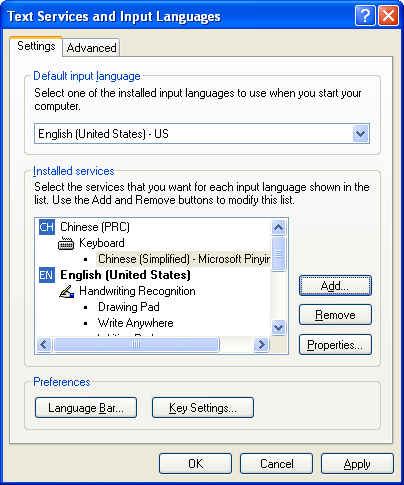 Text Services and Input Languages
Settings
Advanced
Default input language
Select one of the installed input languages to use when you start your
computer.
English (United States) - US
Installed services
Select the services that you want for each input language shown in the
list. Use the Add and Remove buttons to modify this list.
CH Chinese (PRC)
Keyboard
Chinese (Simplified) - Microsoft Pinyin
EN English (United States)
Handwriting Recognition
Drawing Pad
Write Anywhere
Add...
Remove
Properties...
Preferences
Language Bar...
Key Settings...
OK
Cancel
Apply